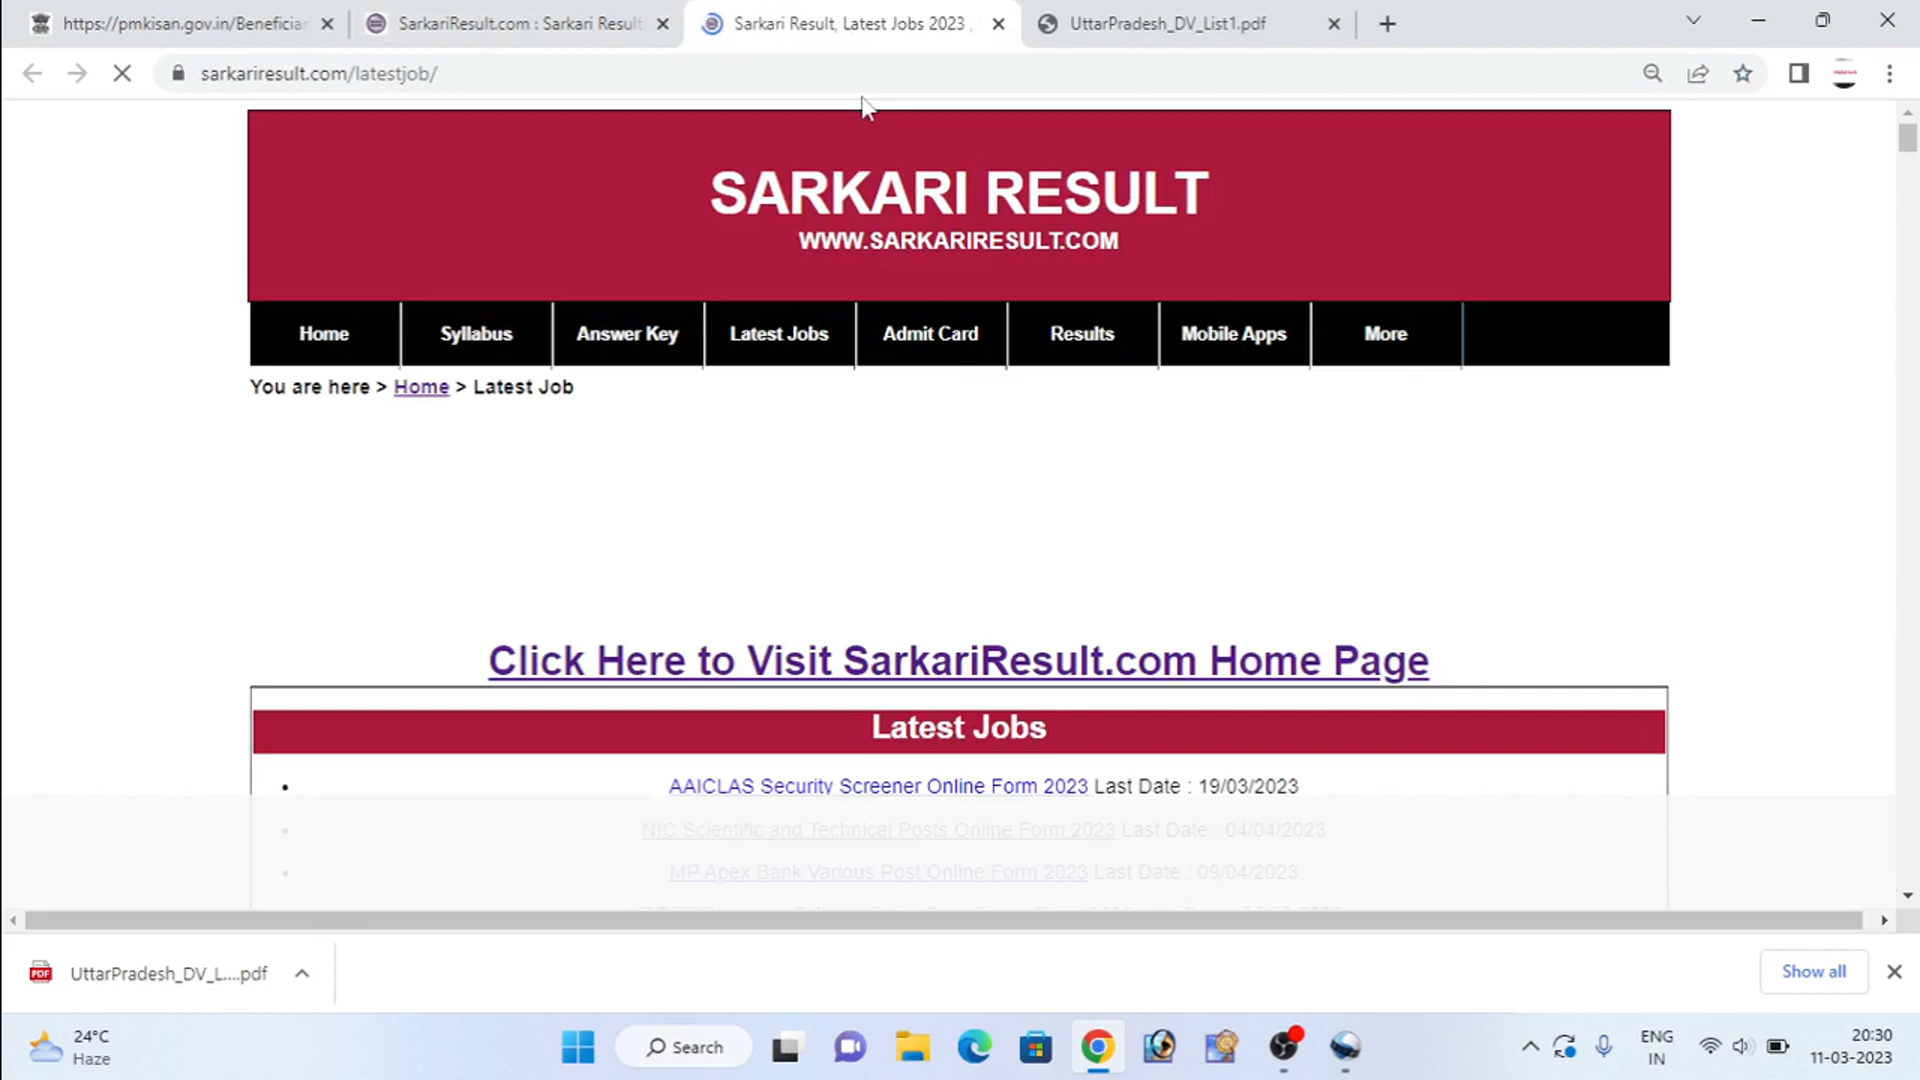 https://pmkisan.gov.in/Beneficiar
SarkariResult.com : Sarkari Result
Sarkari Result, Latest Jobs 2023 ,
UttarPradesh_DV_List1.pdf
sarkariresult.com/latestjob/
SARKARI RESULT
WWW.SARKARIRESULT.COM
Home Syllabus Answer Key Latest Jobs Admit Card Results Mobile Apps More
You are here > Home > Latest Job
Click Here to Visit SarkariResult.com Home Page
Latest Jobs
AAICLAS Security Screener Online Form 2023 Last Date : 19/03/2023
NIC Scientific and Technical Posts Online Form 2023 Last Date : 04/04/2023
MP Apex Bank Various Post Online Form 2023 Last Date : 09/04/2023
UttarPradesh_DV_L....pdf
Show all
24°C
Haze
Search
ENG
IN
20:30
11-03-2023